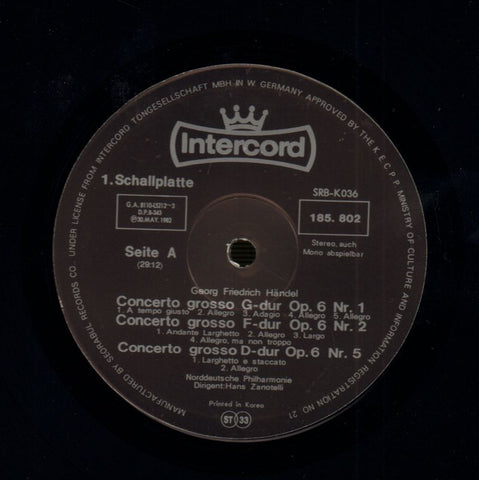 UNDER LICENSE FROM INTERCORD TONGESELLSCHAFT MBH-IN W. GERMANY APPROVED BY THE K.E.C.P.P. MINISTRY OF CULTURE AND INFORMATION REGISTRATION NO. 21
MANUFACTURED BY SEORABUL RECORDS CO.
Intercord
1.Schallplatte
SRB-K036
185. 802
D.P.B-343
Ⓟ30.MAY. 1982
Seite A
(29:12)
Stereo, auch
Mono abspielbar
Georg Friedrich Händel
Concerto grosso G-dur Op. 6 Nr. 1
1. A tempo giusto 2. Allegro 3. Adagio 4. Allegro 5. Allegro
Concerto grosso F-dur Op. 6 Nr. 2
1. Andante Larghetto 2. Allegro 3. Largo
4. Allegro, ma non troppo
Concerto grosso D-dur Op. 6 Nr. 5
1. Larghetto e staccato
2. Allegro
Norddeutsche Philharmonie
Dirigent:Hans Zanotelli
Printed in Korea
ST 33